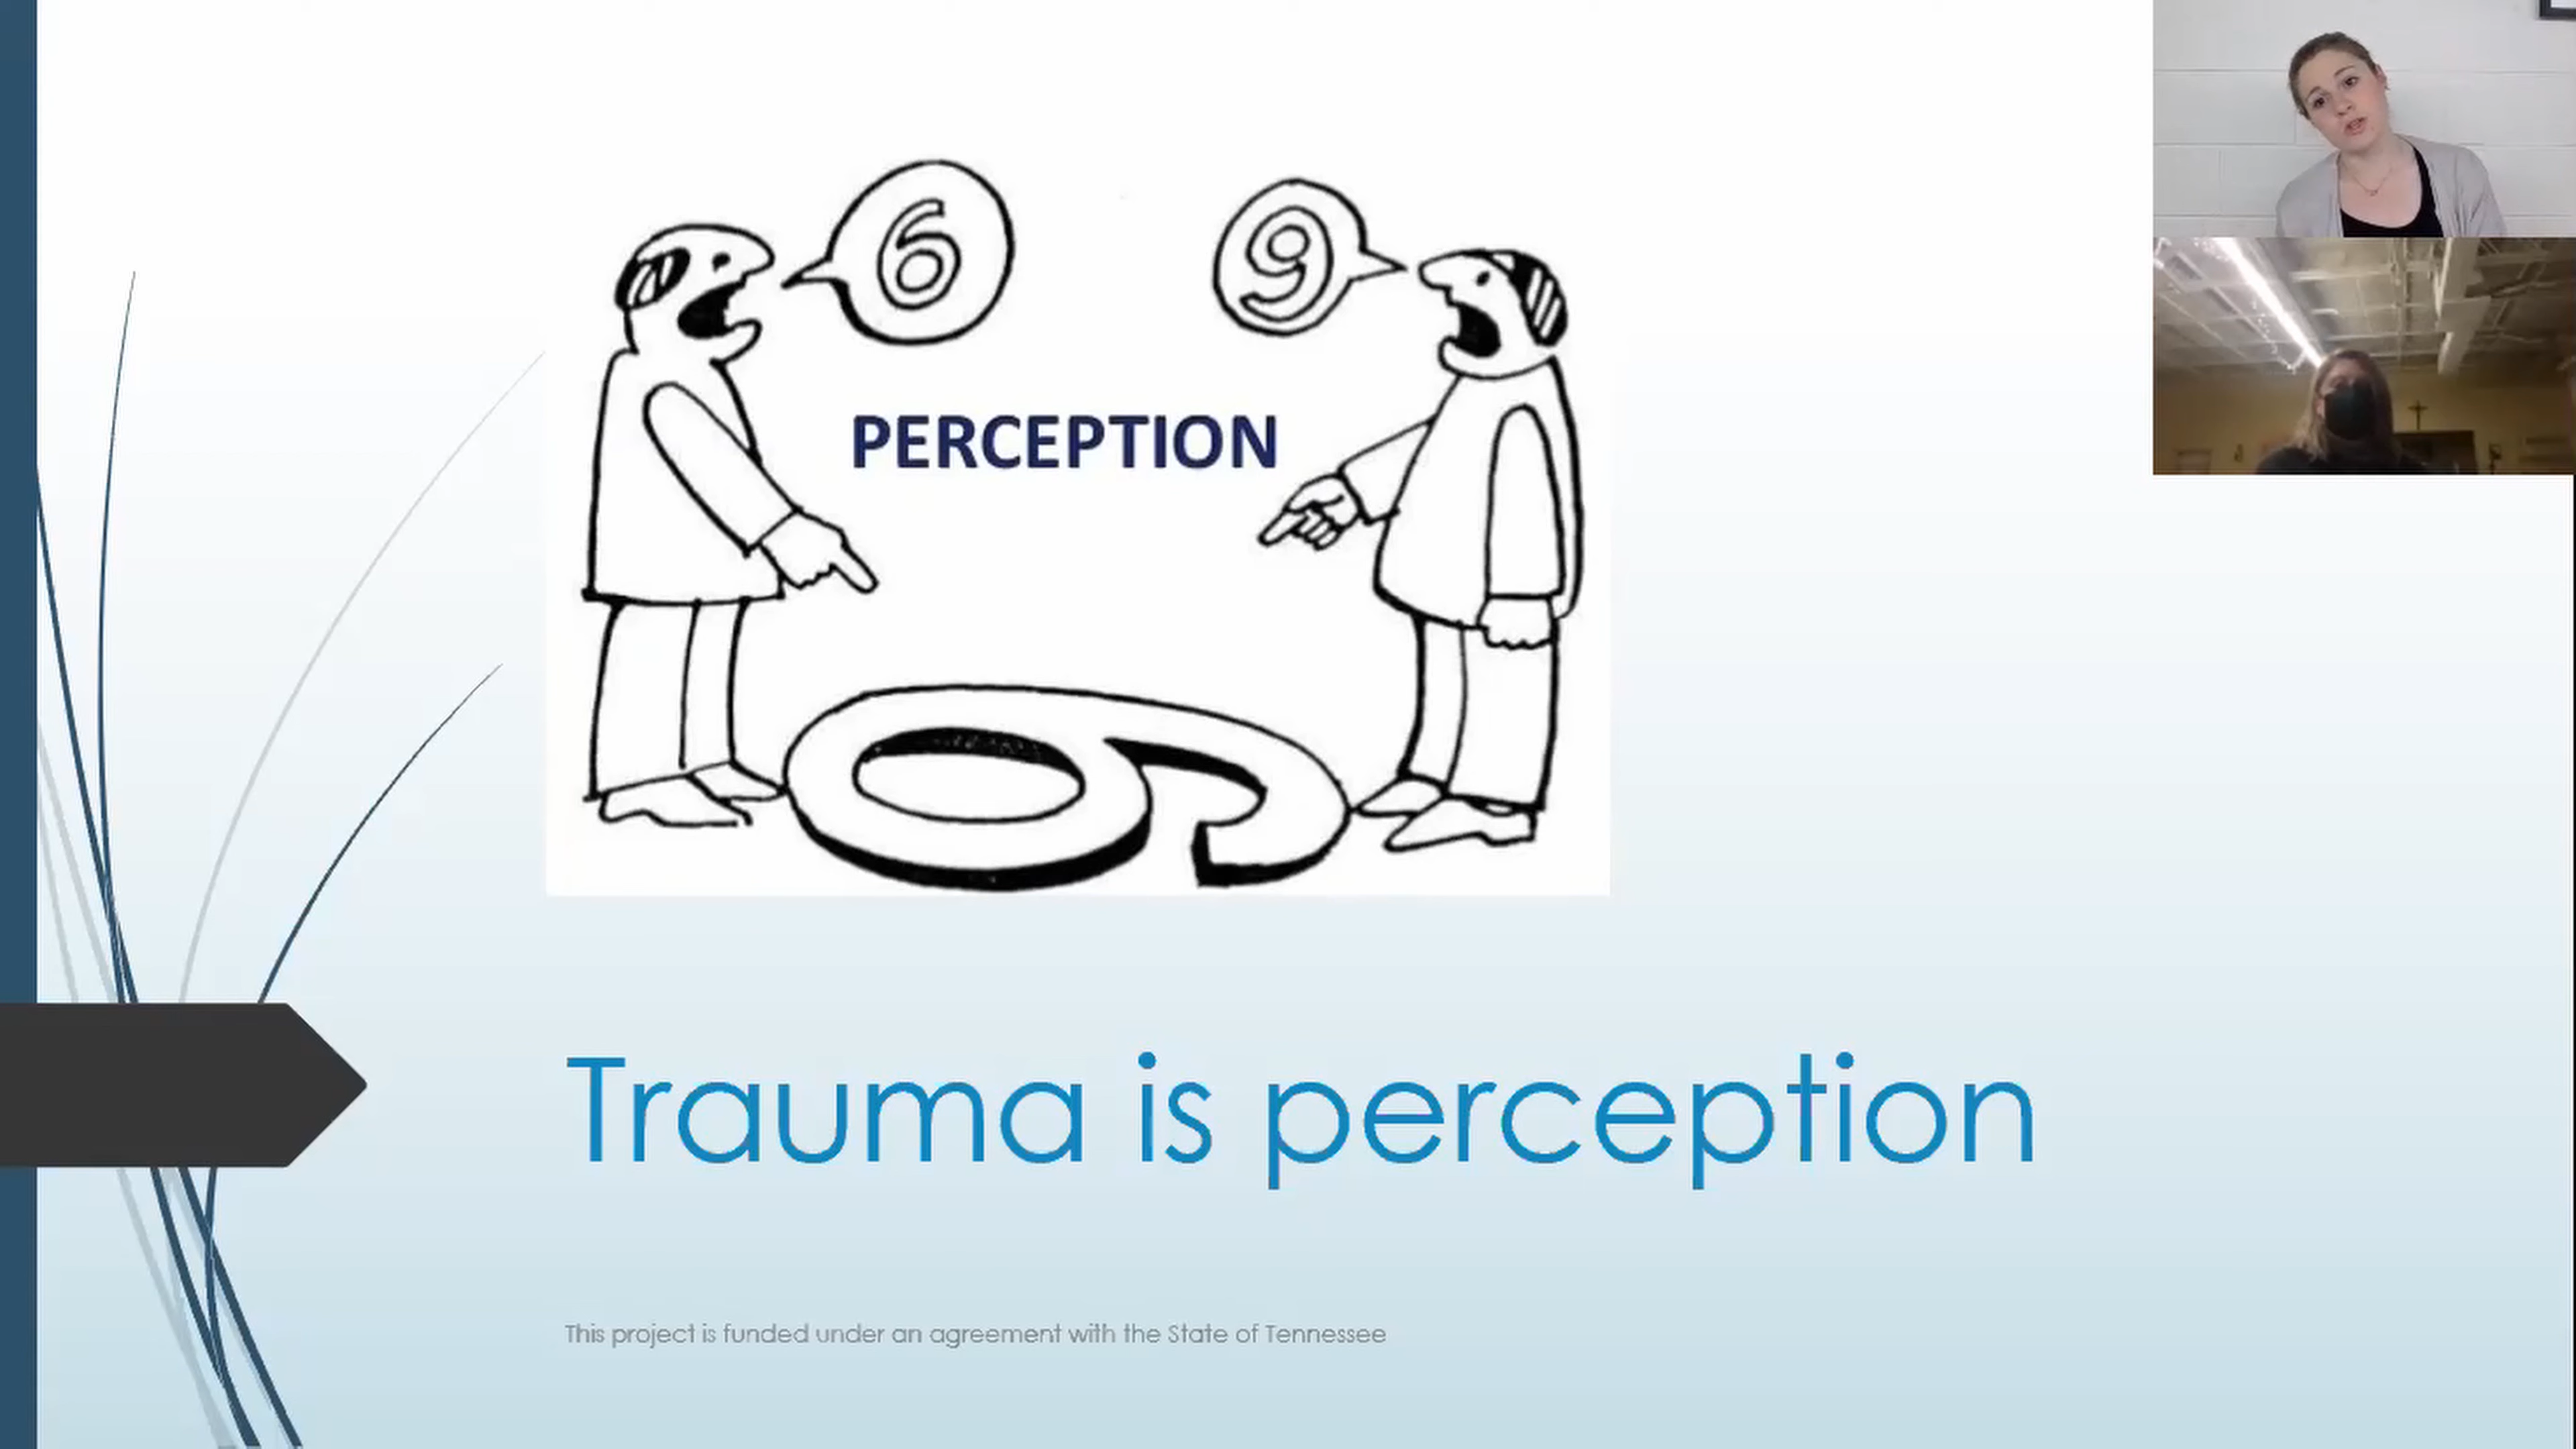 6
9
PERCEPTION
6
Trauma is perception
This project is funded under an agreement with the State of Tennessee